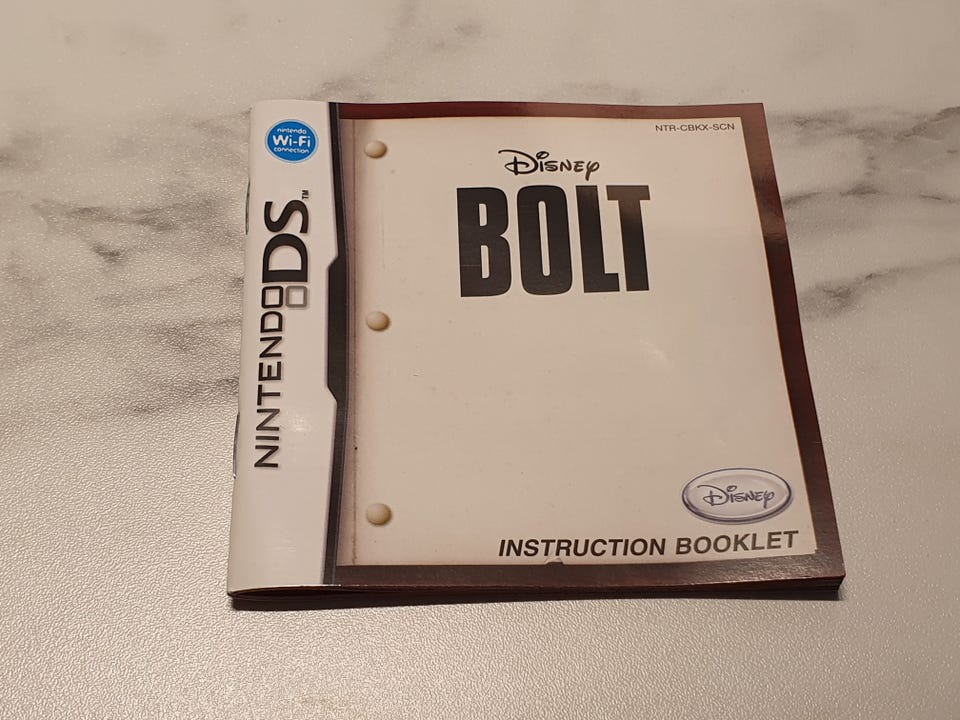 nintendo
Wi-Fi
connection
NINTENDO DS™
NTR-CBKX-SCN
Disney
BOLT
Disney
INSTRUCTION BOOKLET